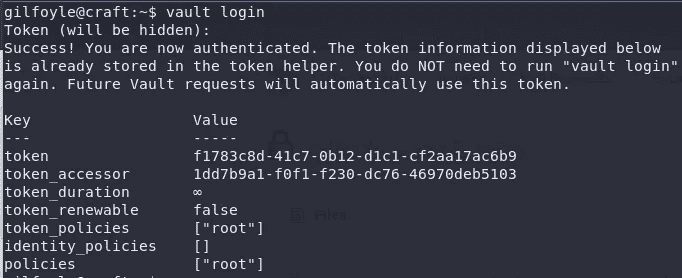 gilfoyle@craft:~$ vault login
Token (will be hidden):
Success! You are now authenticated. The token information displayed below
is already stored in the token helper. You do NOT need to run "vault login"
again. Future Vault requests will automatically use this token.
Key Value
--- -----
token f1783c8d-41c7-0b12-d1c1-cf2aa17ac6b9
token_accessor 1dd7b9a1-f0f1-f230-dc76-46970deb5103
token_duration ∞
token_renewable false
token_policies ["root"]
identity_policies []
policies ["root"]
Files